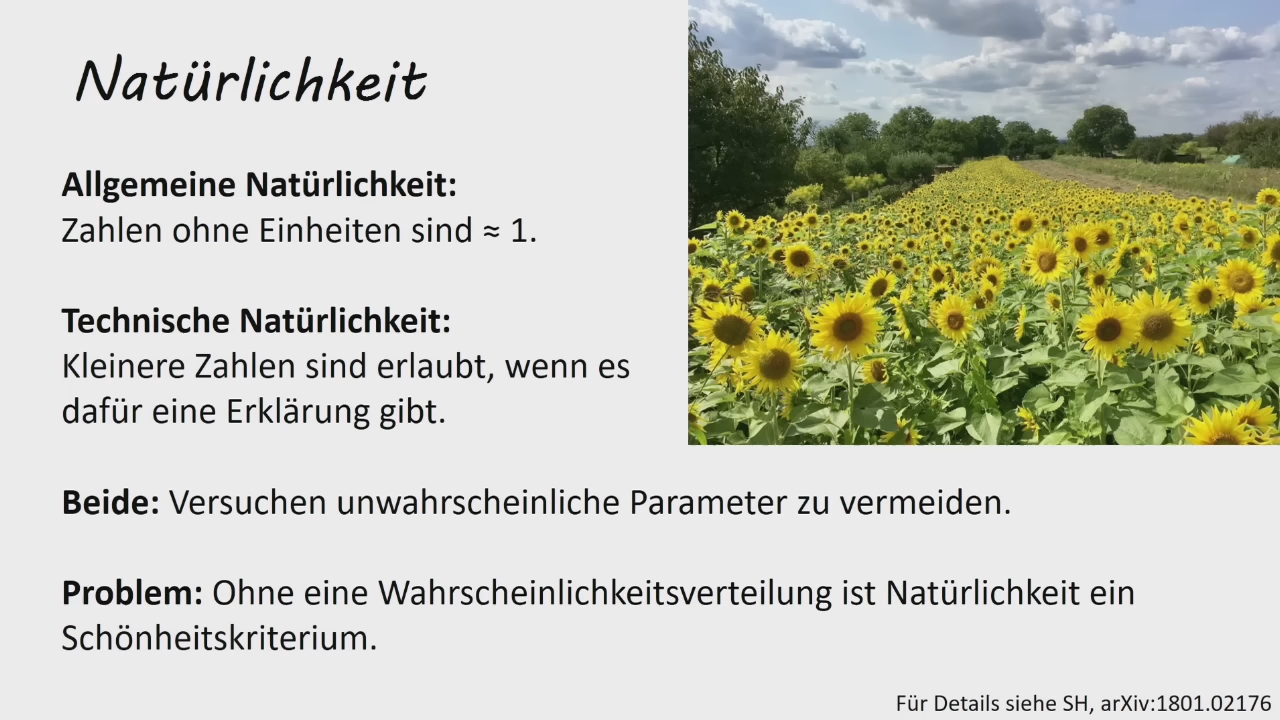 Natürlichkeit
Allgemeine Natürlichkeit:
Zahlen ohne Einheiten sind ≈ 1.
Technische Natürlichkeit:
Kleinere Zahlen sind erlaubt, wenn es
dafür eine Erklärung gibt.
Beide: Versuchen unwahrscheinliche Parameter zu vermeiden.
Problem: Ohne eine Wahrscheinlichkeitsverteilung ist Natürlichkeit ein
Schönheitskriterium.
Für Details siehe SH, arXiv:1801.02176